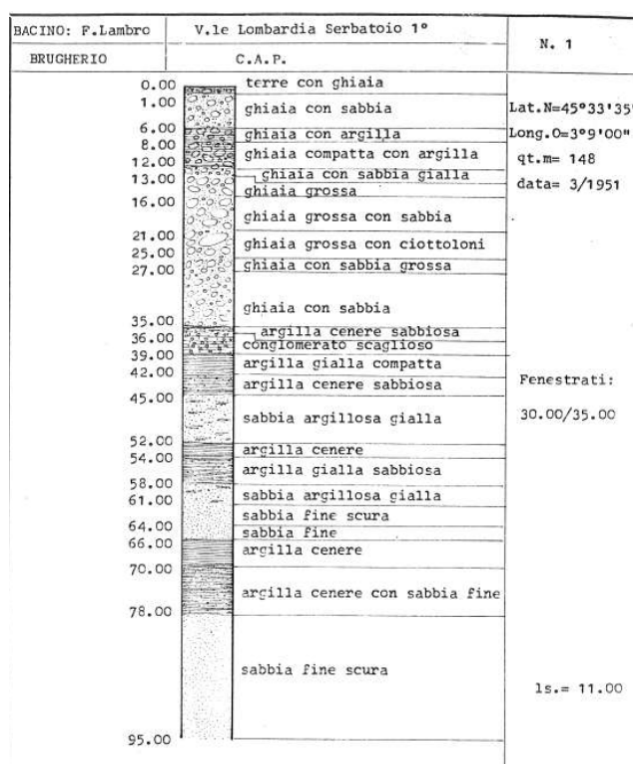 BACINO: F.Lambro
V.le Lombardia Serbatoio 1°
N. 1
BRUGHERIO
C.A.P.
0.00
terre con ghiaia
1.00
ghiaia con sabbia
Lat.N=45°33'35"
6.00
ghiaia con argilla
Long.O=3°9'00"
8.00
ghiaia compatta con argilla
qt.m= 148
12.00
ghiaia con sabbia gialla
13.00
data= 3/1951
ghiaia grossa
16.00
ghiaia grossa con sabbia
21.00
ghiaia grossa con ciottoloni
25.00
ghiaia con sabbia grossa
27.00
ghiaia con sabbia
35.00
argilla cenere sabbiosa
36.00
conglomerato scaglioso
39.00
argilla gialla compatta
42.00
argilla cenere sabbiosa
Fenestrati:
45.00
sabbia argillosa gialla
30.00/35.00
52.00
argilla cenere
54.00
argilla gialla sabbiosa
58.00
sabbia argillosa gialla
61.00
sabbia fine scura
64.00
sabbia fine
66.00
argilla cenere
70.00
argilla cenere con sabbia fine
78.00
sabbia fine scura
ls.= 11.00
95.00